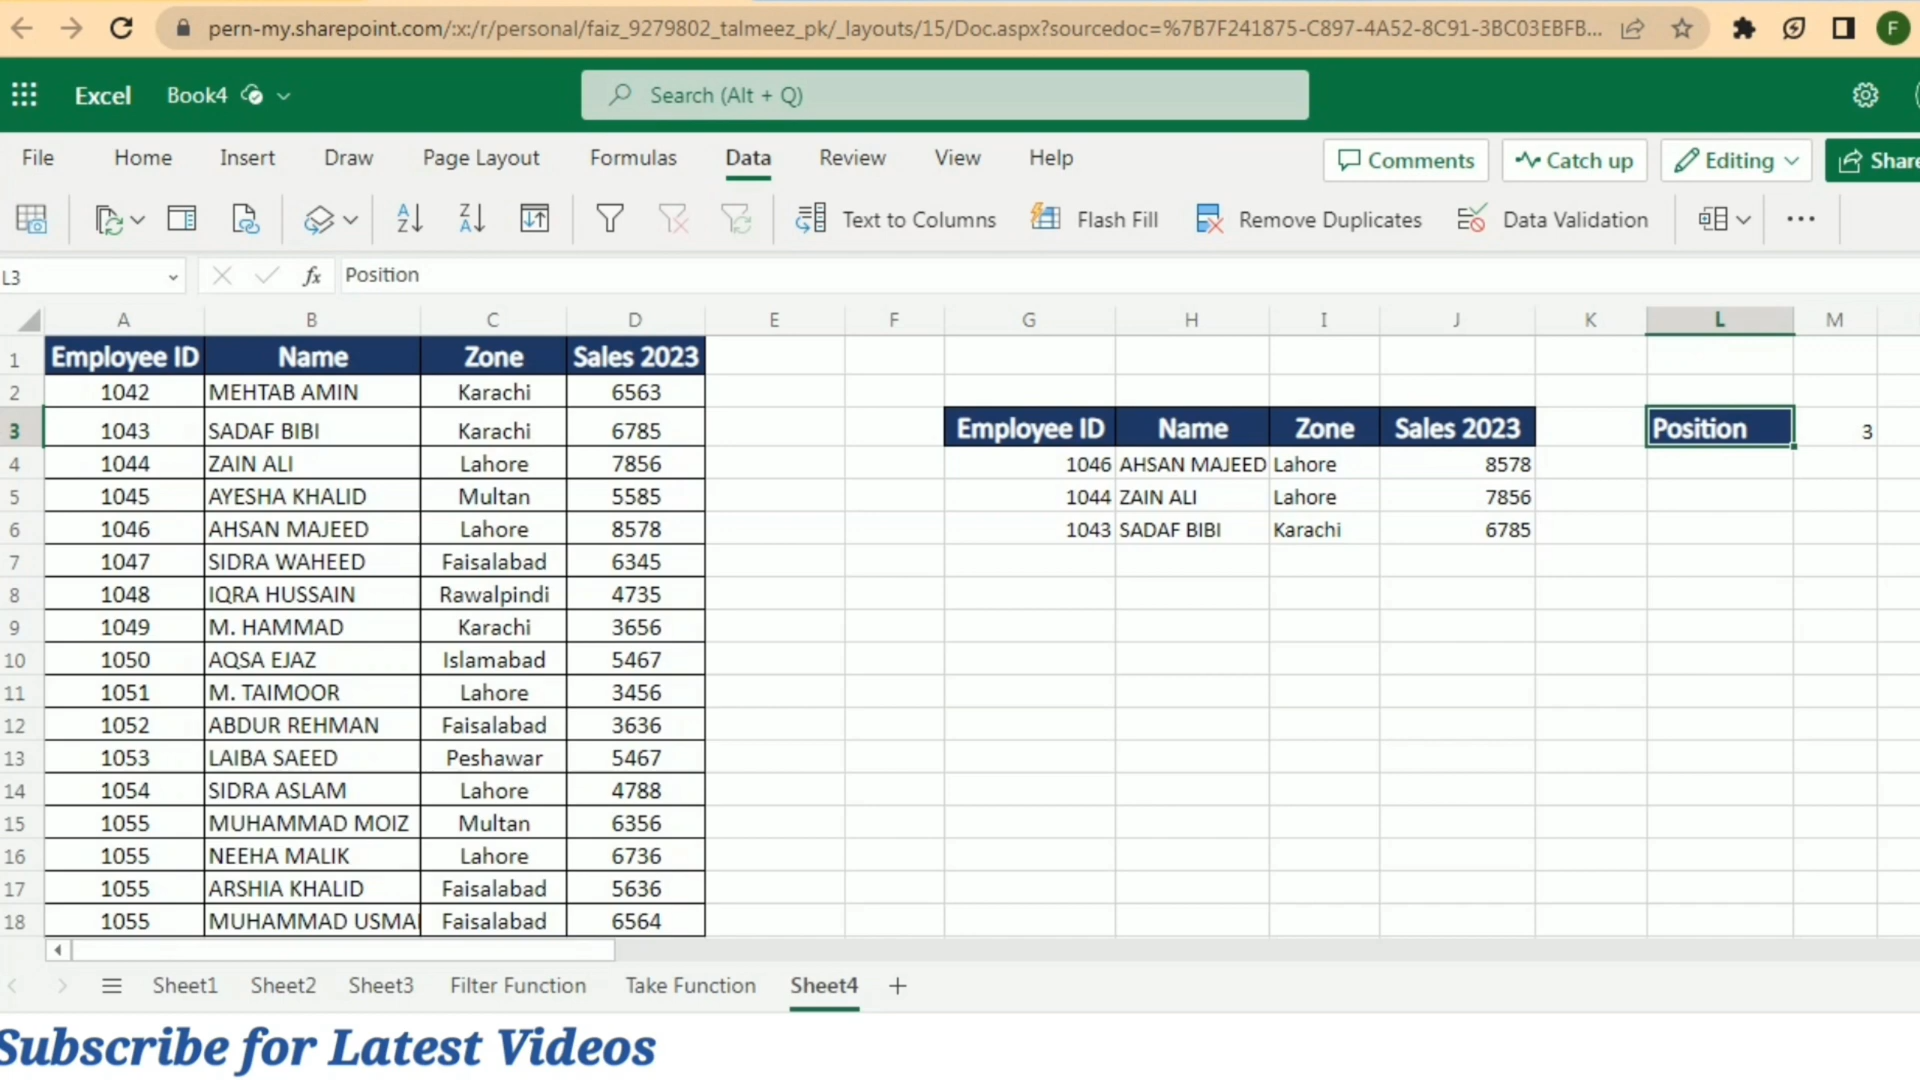 pern-my.sharepoint.com/:x:/r/personal/faiz_9279802_talmeez_pk/_layouts/15/Doc.aspx?sourcedoc=%7B7F241875-C897-4A52-8C91-3BC03EBFB... F
Excel Book4 Search (Alt + Q)
File Home Insert Draw Page Layout Formulas Data Review View Help Comments Catch up Editing Share
Text to Columns Flash Fill Remove Duplicates Data Validation
L3 fx Position
A B C D E F G H I J K L M
1 Employee ID Name Zone Sales 2023
2 1042 MEHTAB AMIN Karachi 6563
3 1043 SADAF BIBI Karachi 6785 Employee ID Name Zone Sales 2023 Position 3
4 1044 ZAIN ALI Lahore 7856 1046 AHSAN MAJEED Lahore 8578
5 1045 AYESHA KHALID Multan 5585 1044 ZAIN ALI Lahore 7856
6 1046 AHSAN MAJEED Lahore 8578 1043 SADAF BIBI Karachi 6785
7 1047 SIDRA WAHEED Faisalabad 6345
8 1048 IQRA HUSSAIN Rawalpindi 4735
9 1049 M. HAMMAD Karachi 3656
10 1050 AQSA EJAZ Islamabad 5467
11 1051 M. TAIMOOR Lahore 3456
12 1052 ABDUR REHMAN Faisalabad 3636
13 1053 LAIBA SAEED Peshawar 5467
14 1054 SIDRA ASLAM Lahore 4788
15 1055 MUHAMMAD MOIZ Multan 6356
16 1055 NEEHA MALIK Lahore 6736
17 1055 ARSHIA KHALID Faisalabad 5636
18 1055 MUHAMMAD USMA Faisalabad 6564
Sheet1 Sheet2 Sheet3 Filter Function Take Function Sheet4 +
Subscribe for Latest Videos